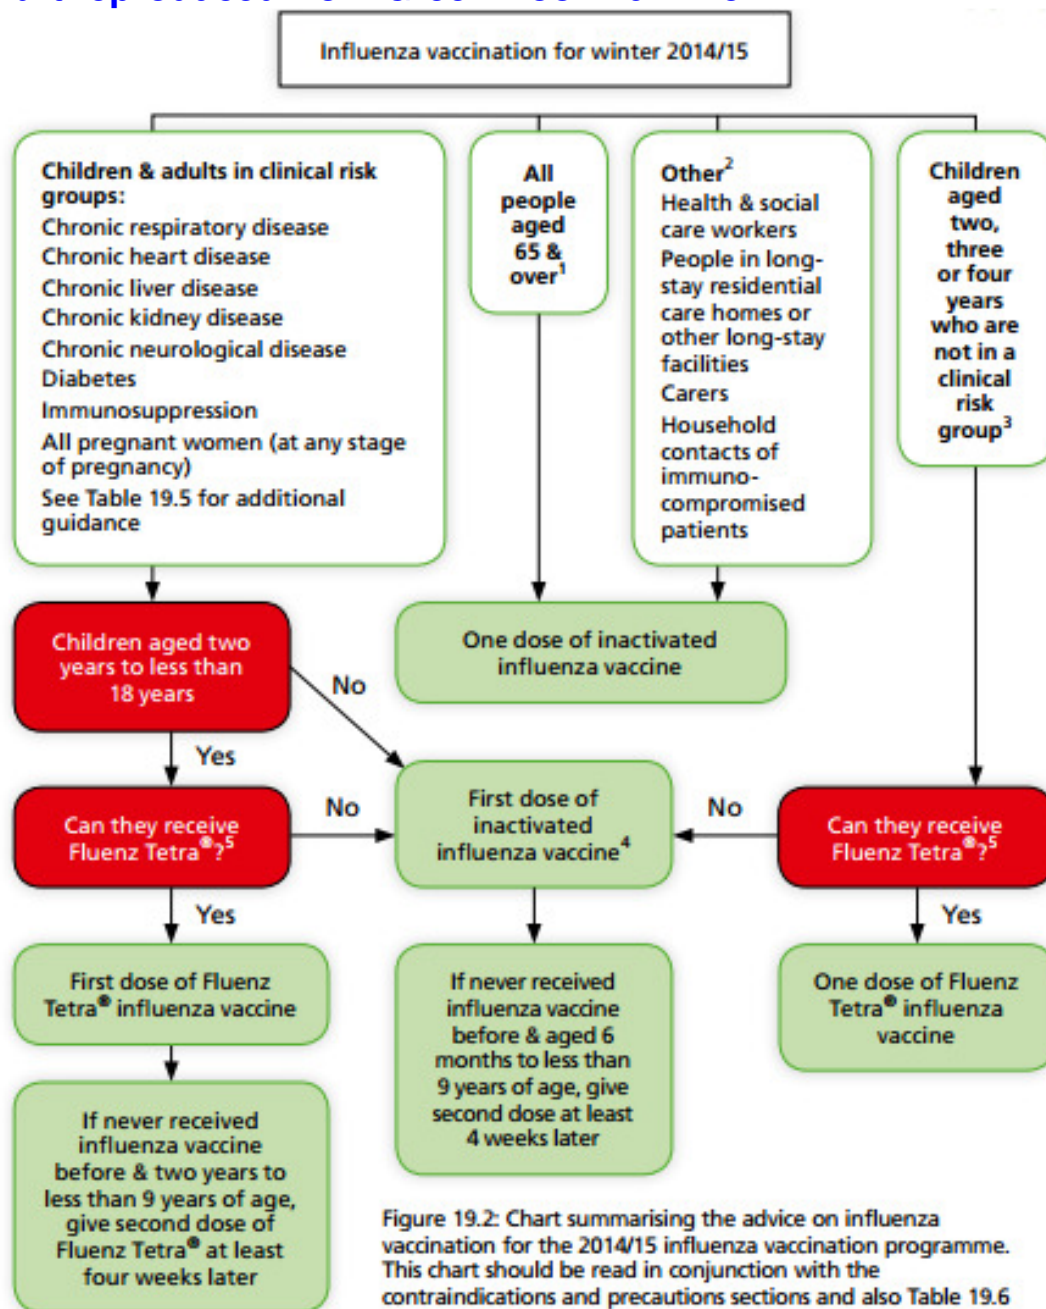 Influenza vaccination for winter 2014/15
Children & adults in clinical risk
groups:
Chronic respiratory disease
Chronic heart disease
Chronic liver disease
Chronic kidney disease
Chronic neurological disease
Diabetes
Immunosuppression
All pregnant women (at any stage
of pregnancy)
See Table 19.5 for additional
guidance
All
people
aged
65 &
over¹
Other²
Health & social
care workers
People in long-
stay residential
care homes or
other long-stay
facilities
Carers
Household
contacts of
immuno-
compromised
patients
Children
aged
two,
three
or four
years
who are
not in a
clinical
risk
group³
Children aged two
years to less than
18 years
No
Yes
One dose of inactivated
influenza vaccine
Can they receive
Fluenz Tetra®?⁵
No
Yes
First dose of
inactivated
influenza vaccine⁴
No
Can they receive
Fluenz Tetra®?⁵
Yes
First dose of Fluenz
Tetra® influenza vaccine
If never received
influenza vaccine
before & aged 6
months to less than
9 years of age, give
second dose at least
4 weeks later
One dose of Fluenz
Tetra® influenza
vaccine
If never received
influenza vaccine
before & two years to
less than 9 years of age,
give second dose of
Fluenz Tetra® at least
four weeks later
Figure 19.2: Chart summarising the advice on influenza
vaccination for the 2014/15 influenza vaccination programme.
This chart should be read in conjunction with the
contraindications and precautions sections and also Table 19.6